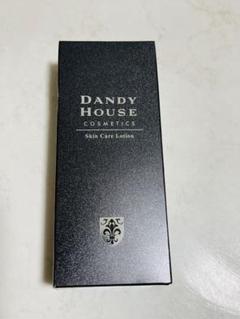 DANDY
HOUSE
COSMETICS
Skin Care Lotion